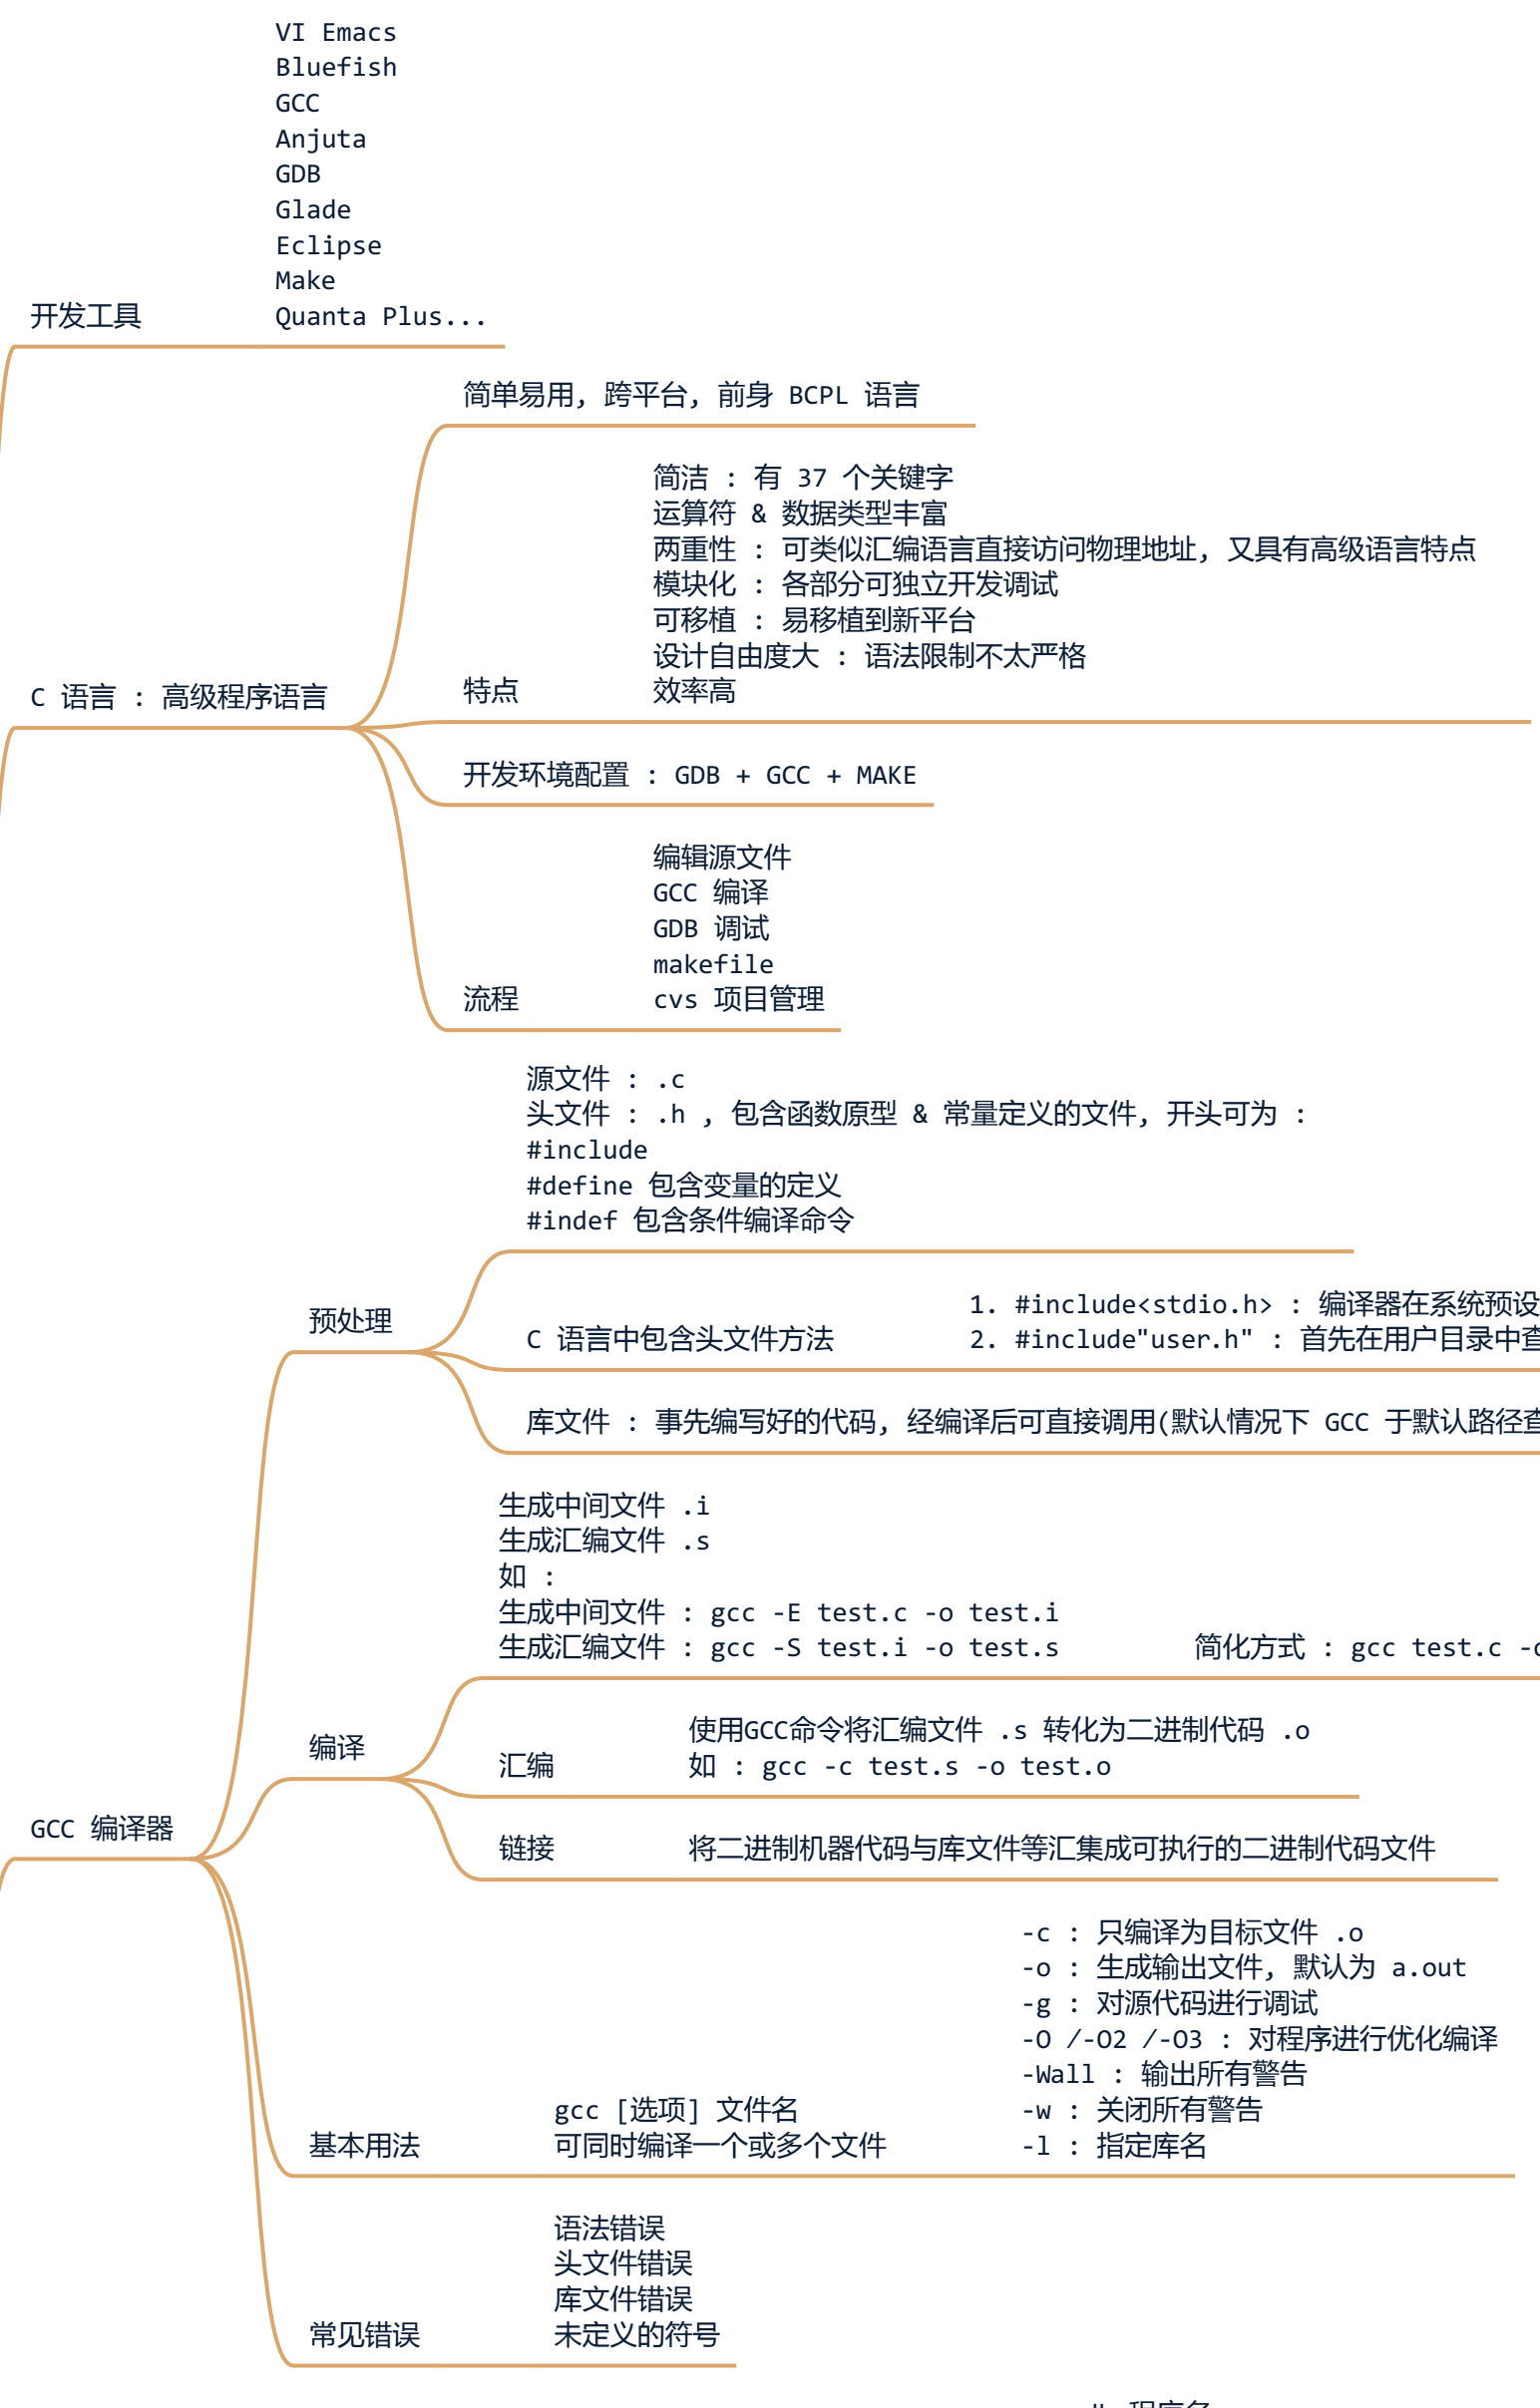 VI Emacs
Bluefish
GCC
Anjuta
GDB
Glade
Eclipse
Make
开发工具 Quanta Plus...
简单易用, 跨平台, 前身 BCPL 语言
简洁 : 有 37 个关键字
运算符 & 数据类型丰富
两重性 : 可类似汇编语言直接访问物理地址, 又具有高级语言特点
模块化 : 各部分可独立开发调试
可移植 : 易移植到新平台
设计自由度大 : 语法限制不太严格
特点 效率高
C 语言 : 高级程序语言
开发环境配置 : GDB + GCC + MAKE
编辑源文件
GCC 编译
GDB 调试
makefile
流程 cvs 项目管理
源文件 : .c
头文件 : .h , 包含函数原型 & 常量定义的文件, 开头可为 :
#include
#define 包含变量的定义
#indef 包含条件编译命令
预处理
1. #include<stdio.h> : 编译器在系统预设
C 语言中包含头文件方法 2. #include"user.h" : 首先在用户目录中查
库文件 : 事先编写好的代码, 经编译后可直接调用(默认情况下 GCC 于默认路径查
生成中间文件 .i
生成汇编文件 .s
如 :
生成中间文件 : gcc -E test.c -o test.i
生成汇编文件 : gcc -S test.i -o test.s 简化方式 : gcc test.c -o
编译
使用GCC命令将汇编文件 .s 转化为二进制代码 .o
汇编 如 : gcc -c test.s -o test.o
GCC 编译器
链接 将二进制机器代码与库文件等汇集成可执行的二进制代码文件
-c : 只编译为目标文件 .o
-o : 生成输出文件, 默认为 a.out
-g : 对源代码进行调试
-O /-O2 /-O3 : 对程序进行优化编译
-Wall : 输出所有警告
gcc [选项] 文件名 -w : 关闭所有警告
基本用法 可同时编译一个或多个文件 -l : 指定库名
语法错误
头文件错误
库文件错误
常见错误 未定义的符号